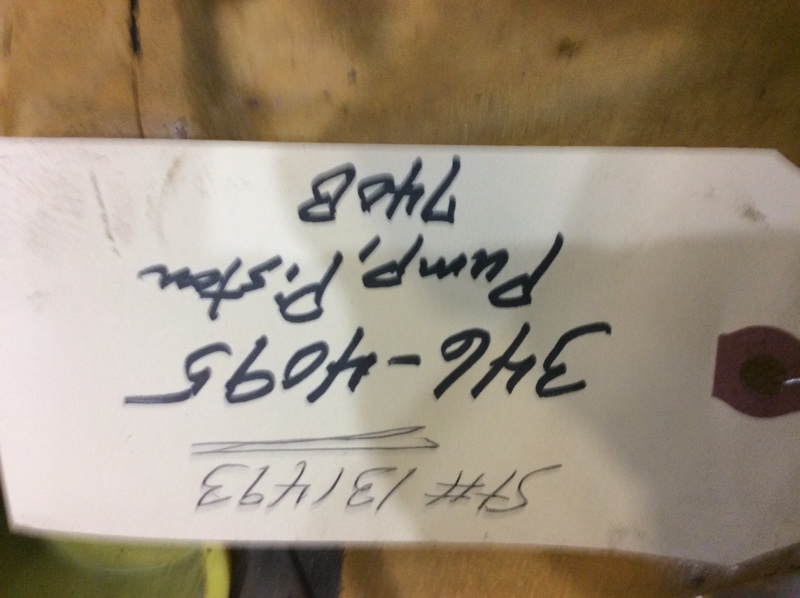 St# 131493
346-4095
Pump, Piston
740B